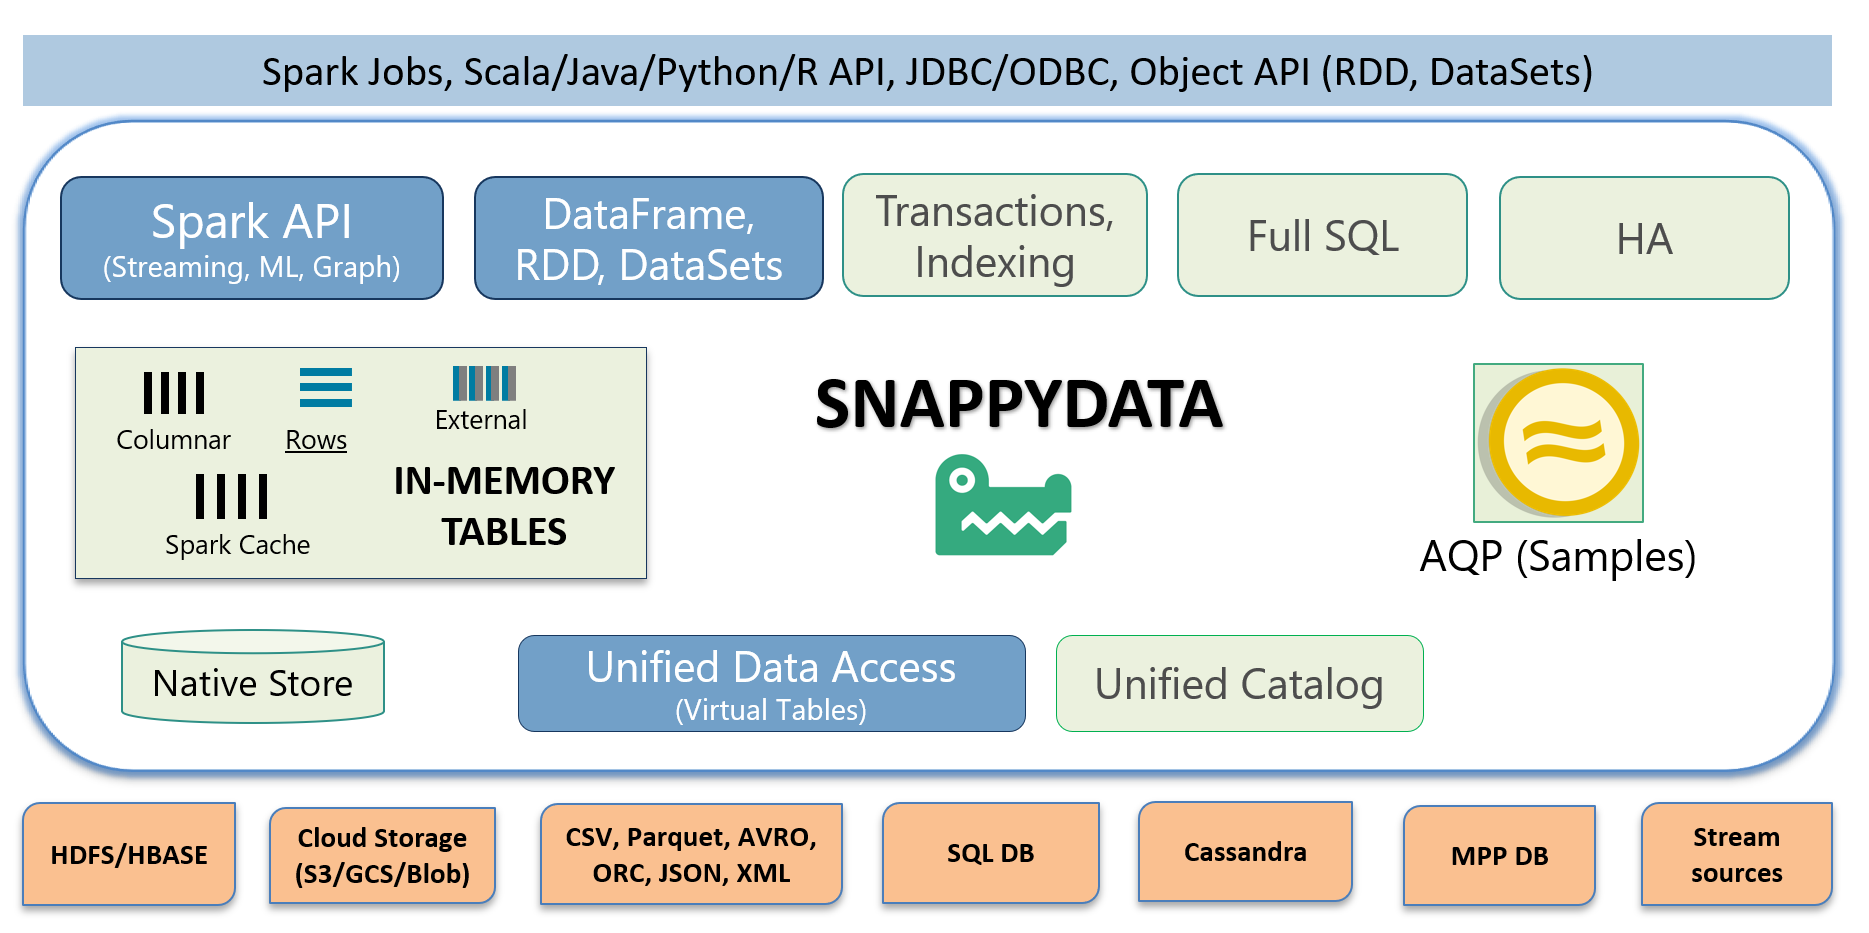 Spark Jobs, Scala/Java/Python/R API, JDBC/ODBC, Object API (RDD, DataSets)
Spark API
(Streaming, ML, Graph)
DataFrame,
RDD, DataSets
Transactions,
Indexing
Full SQL
HA
Columnar
Rows
External
Spark Cache
IN-MEMORY
TABLES
SNAPPYDATA
AQP (Samples)
Native Store
Unified Data Access
(Virtual Tables)
Unified Catalog
HDFS/HBASE
Cloud Storage
(S3/GCS/Blob)
CSV, Parquet, AVRO,
ORC, JSON, XML
SQL DB
Cassandra
MPP DB
Stream
sources